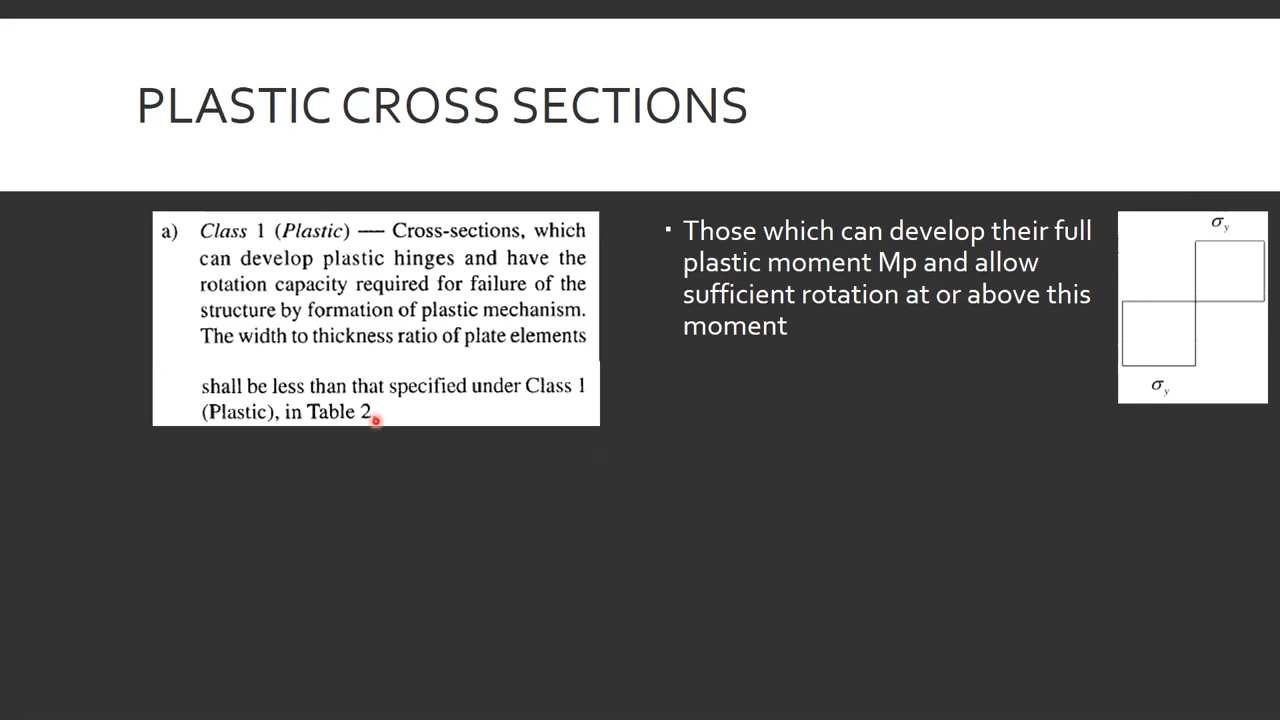 PLASTIC CROSS SECTIONS
a) Class 1 (Plastic) — Cross-sections, which
can develop plastic hinges and have the
rotation capacity required for failure of the
structure by formation of plastic mechanism.
The width to thickness ratio of plate elements
shall be less than that specified under Class 1
(Plastic), in Table 2.
▪ Those which can develop their full
plastic moment Mp and allow
sufficient rotation at or above this
moment
σy
σy